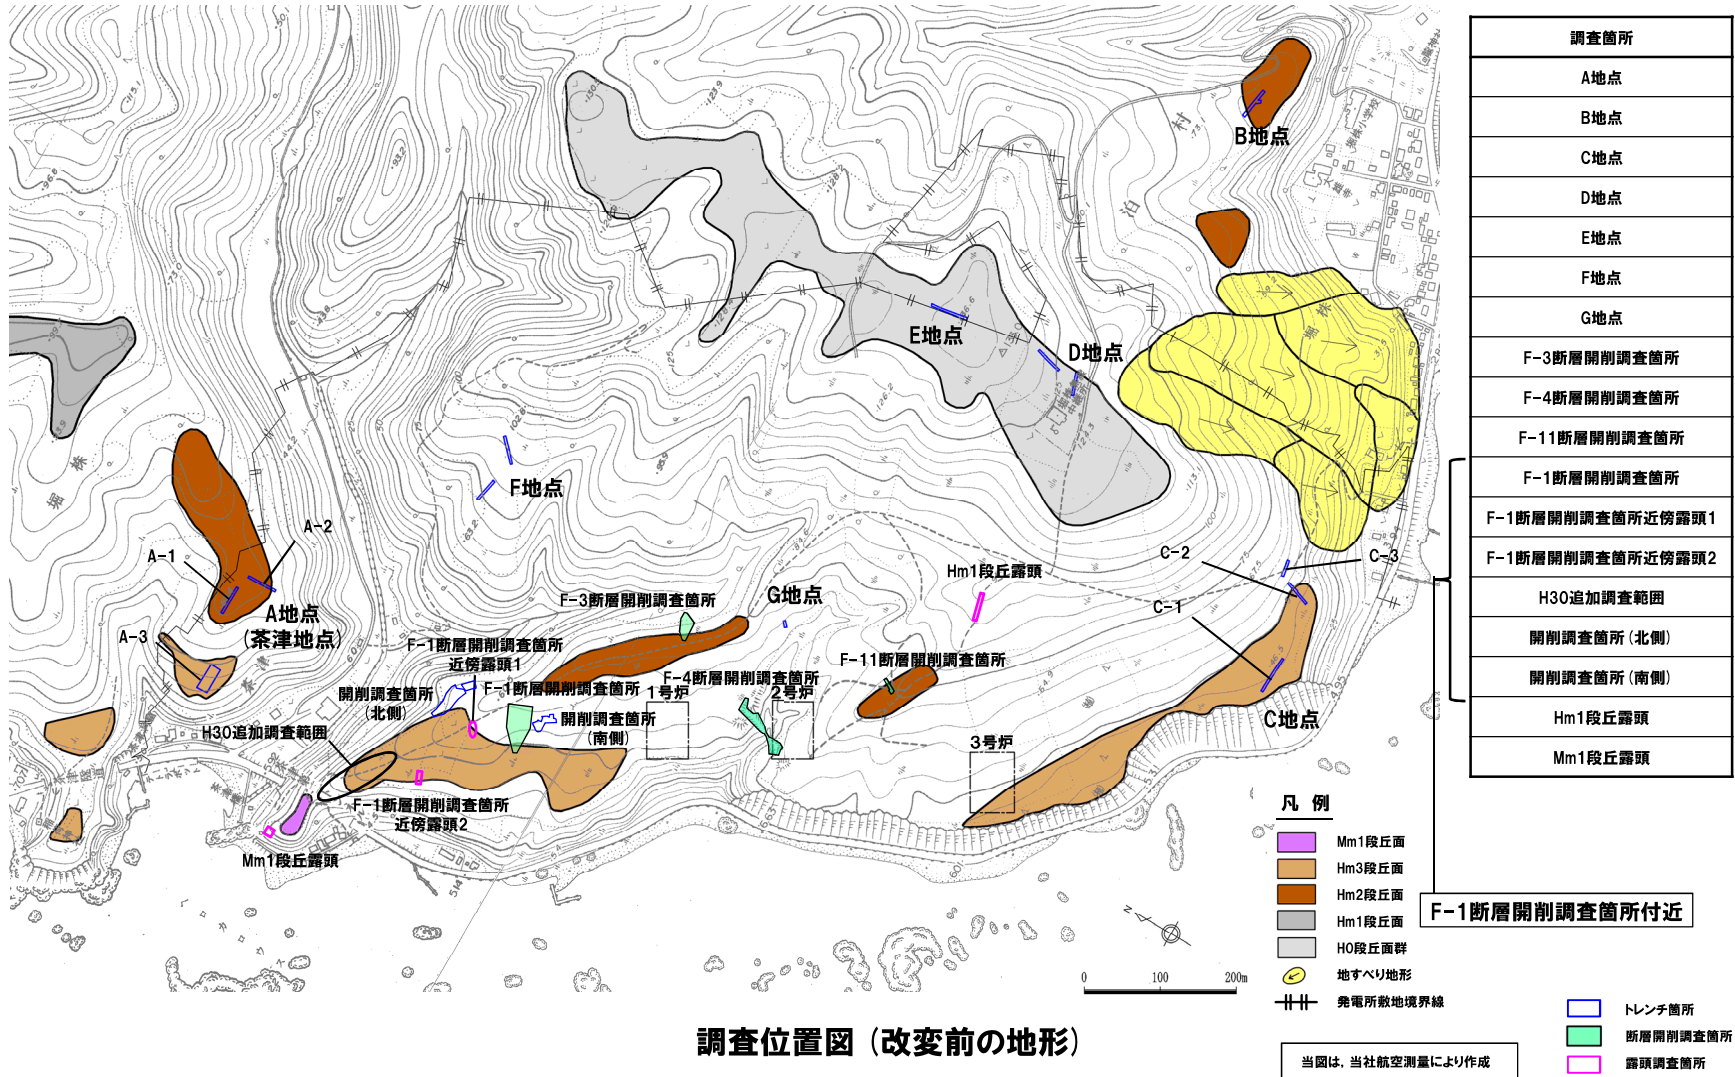 調査箇所
A地点
B地点
C地点
D地点
E地点
F地点
G地点
F-3断層開削調査箇所
F-4断層開削調査箇所
F-11断層開削調査箇所
F-1断層開削調査箇所
F-1断層開削調査箇所近傍露頭1
F-1断層開削調査箇所近傍露頭2
H30追加調査範囲
開削調査箇所(北側)
開削調査箇所(南側)
Hm1段丘露頭
Mm1段丘露頭
F-1断層開削調査箇所付近
B地点
E地点
D地点
F地点
A-2
A-1
A地点
(茶津地点)
A-3
C-2
C-3
C-1
C地点
Hm1段丘露頭
G地点
F-3断層開削調査箇所
F-1断層開削調査箇所
近傍露頭1
F-1断層開削調査箇所
F-4断層開削調査箇所
F-11断層開削調査箇所
開削調査箇所
(北側)
開削調査箇所
(南側)
1号炉
2号炉
3号炉
H30追加調査範囲
F-1断層開削調査箇所
近傍露頭2
Mm1段丘露頭
村
泊
堀株
茶津
堀株小学校
凡 例
Mm1段丘面
Hm3段丘面
Hm2段丘面
Hm1段丘面
H0段丘面群
地すべり地形
発電所敷地境界線
トレンチ箇所
断層開削調査箇所
露頭調査箇所
0 100 200m
N
調査位置図(改変前の地形)
当図は,当社航空測量により作成